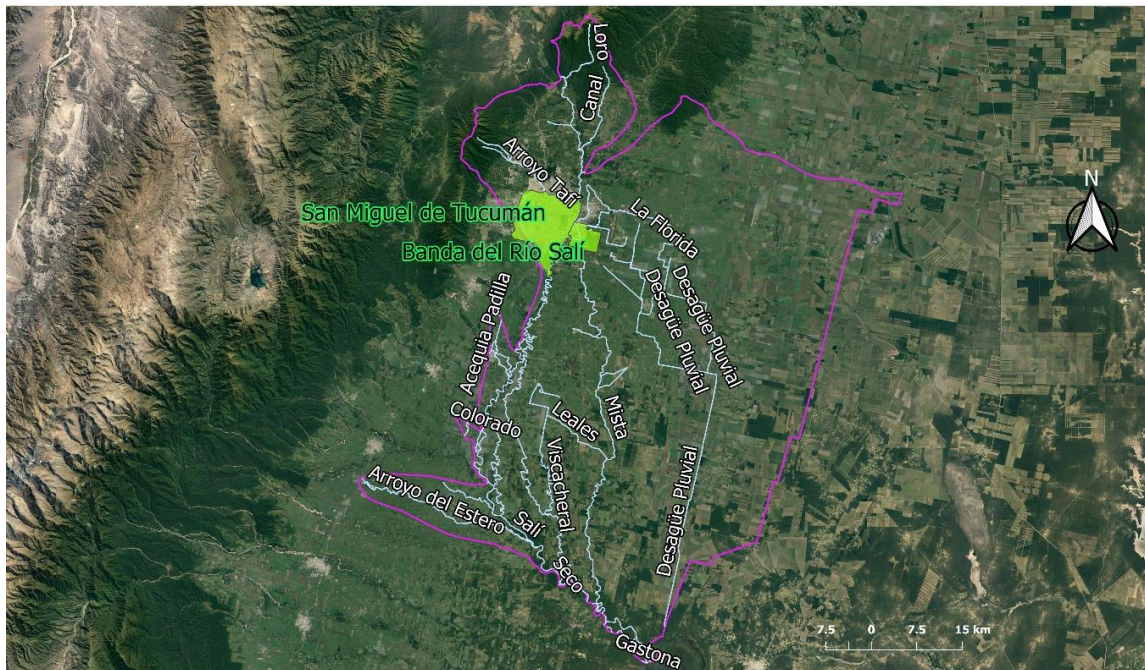 Loro
Canal
Arroyo Tafí
N
San Miguel de Tucumán
La Florida
Banda del Río Salí
Desagüe Pluvial
Desagüe Pluvial
Acequia Padilla
Mista
Colorado
Leales
Viscacheral
Desagüe Pluvial
Arroyo del Estero
Salí
Seco
Gastona
7.5 0 7.5 15 km